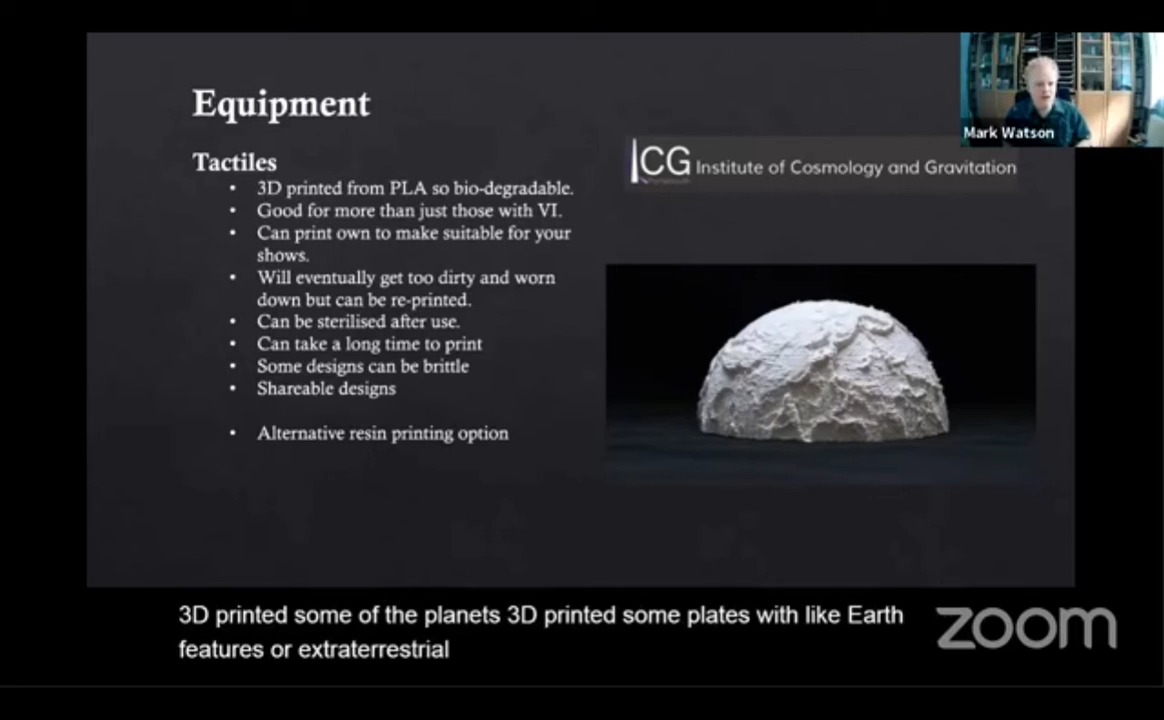 Equipment
Mark Watson
Tactiles
ICG Institute of Cosmology and Gravitation
• 3D printed from PLA so bio-degradable.
• Good for more than just those with VI.
• Can print own to make suitable for your
shows.
• Will eventually get too dirty and worn
down but can be re-printed.
• Can be sterilised after use.
• Can take a long time to print
• Some designs can be brittle
• Shareable designs
• Alternative resin printing option
3D printed some of the planets 3D printed some plates with like Earth
features or extraterrestrial
zoom